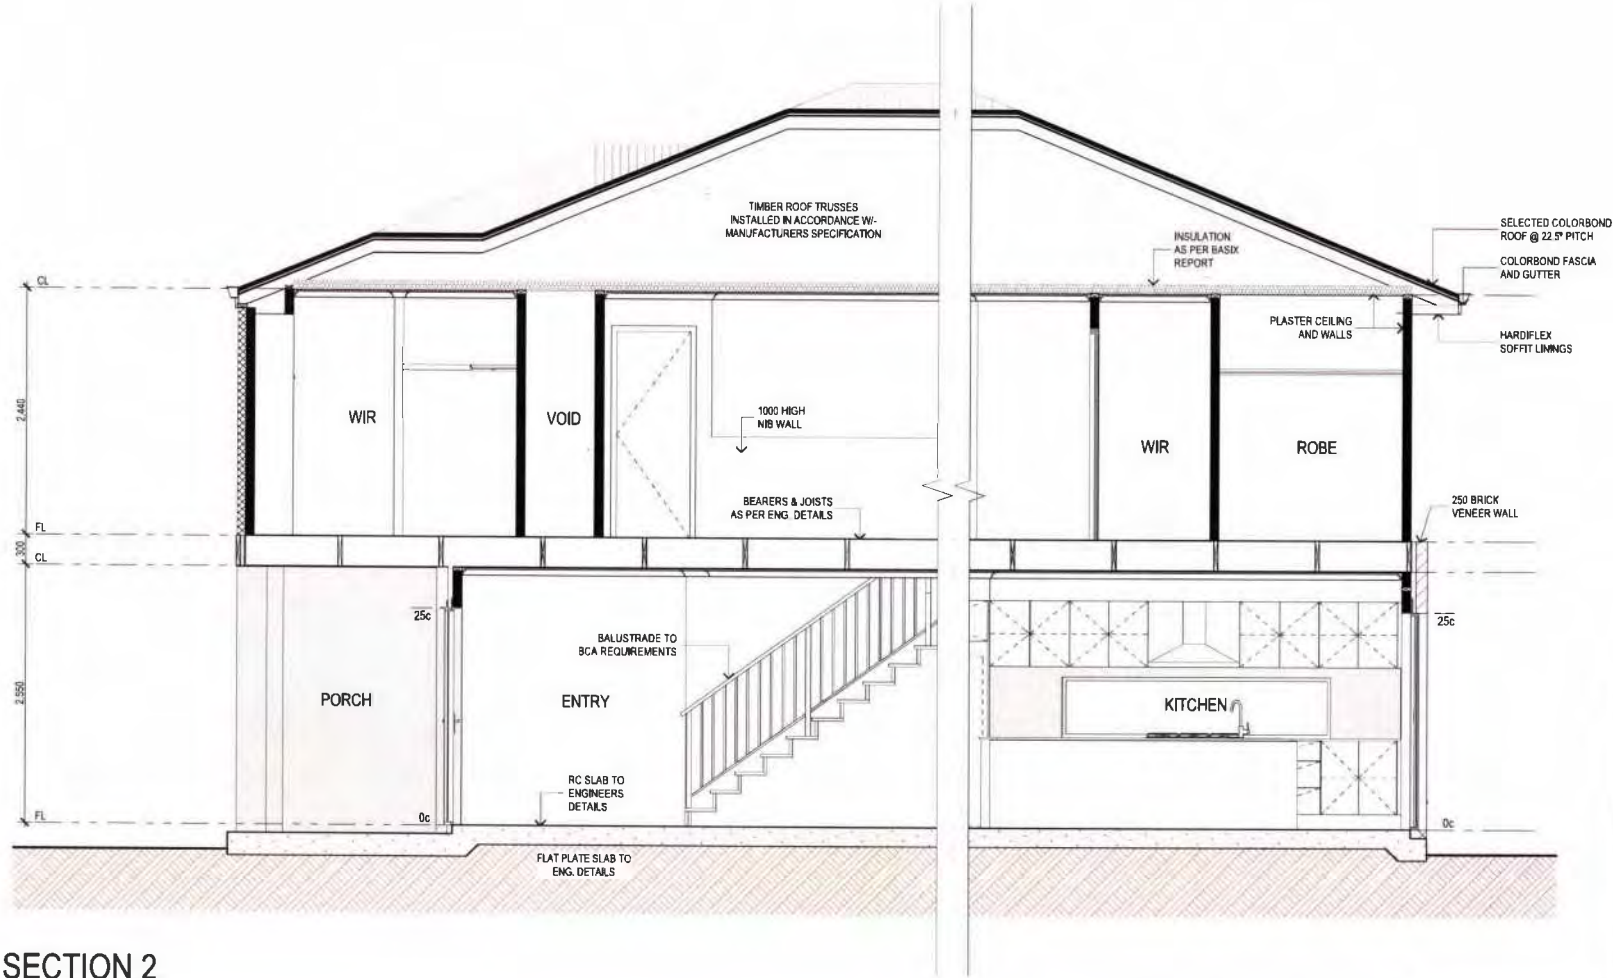 TIMBER ROOF TRUSSES
INSTALLED IN ACCORDANCE W/-
MANUFACTURERS SPECIFICATION
INSULATION
AS PER BASIX
REPORT
SELECTED COLORBOND
ROOF @ 22.5° PITCH
COLORBOND FASCIA
AND GUTTER
CL
PLASTER CEILING
AND WALLS
HARDIFLEX
SOFFIT LININGS
2,440
WIR
VOID
1000 HIGH
NIB WALL
WIR
ROBE
BEARERS & JOISTS
AS PER ENG. DETAILS
250 BRICK
VENEER WALL
FL
300
CL
25c
25c
BALUSTRADE TO
BCA REQUIREMENTS
2,550
PORCH
ENTRY
KITCHEN
RC SLAB TO
ENGINEERS
DETAILS
FL
0c
0c
FLAT PLATE SLAB TO
ENG. DETAILS
SECTION 2